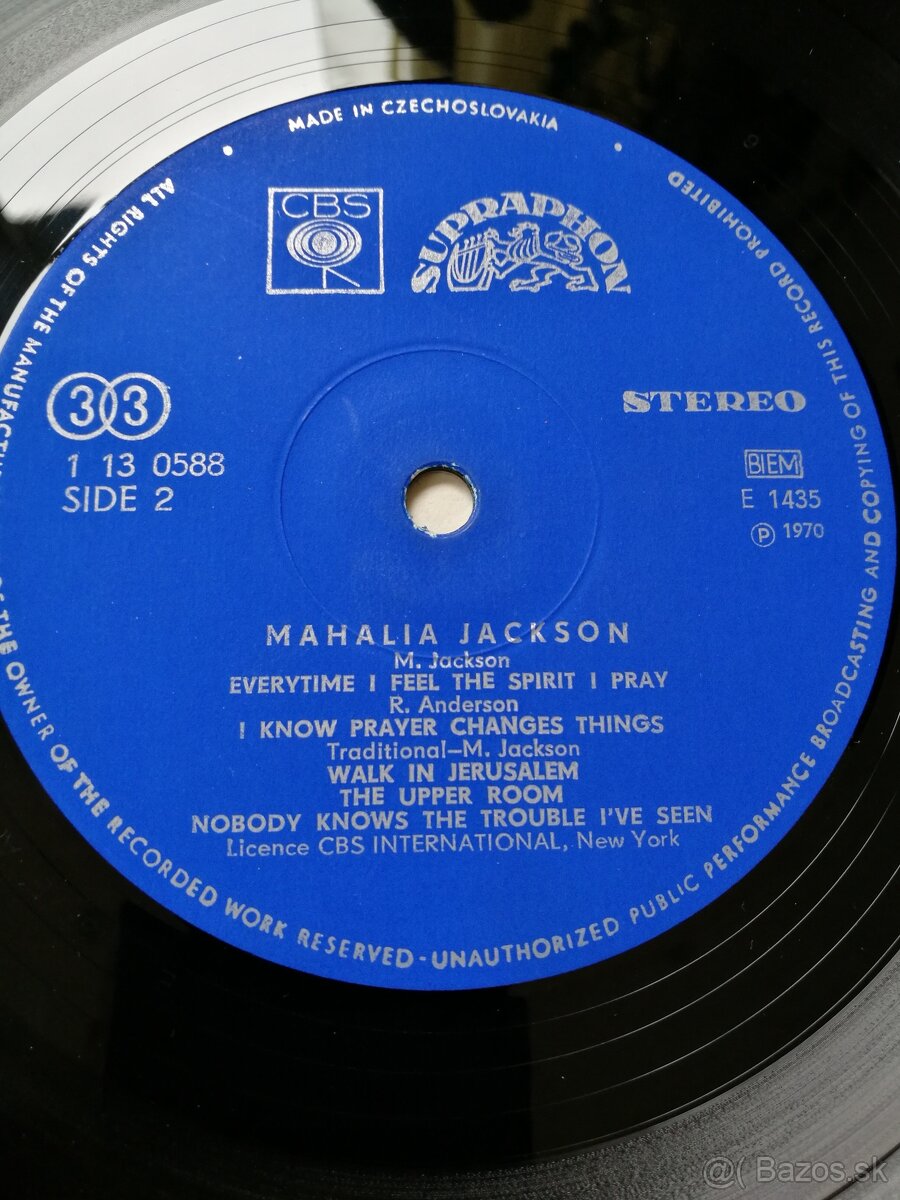 MADE IN CZECHOSLOVAKIA
CBS
SUPRAPHON
33
STEREO
1 13 0588
SIDE 2
BIEM
E 1435
Ⓟ 1970
MAHALIA JACKSON
M. Jackson
EVERYTIME I FEEL THE SPIRIT I PRAY
R. Anderson
I KNOW PRAYER CHANGES THINGS
Traditional–M. Jackson
WALK IN JERUSALEM
THE UPPER ROOM
NOBODY KNOWS THE TROUBLE I'VE SEEN
Licence CBS INTERNATIONAL, New York
ALL RIGHTS OF THE MANUFACTU THE OWNER OF THE RECORDED WORK RESERVED - UNAUTHORIZED PUBLIC PERFORMANCE BROADCASTING AND COPYING OF THIS RECORD PROHIBITED
@( Bazos.sk